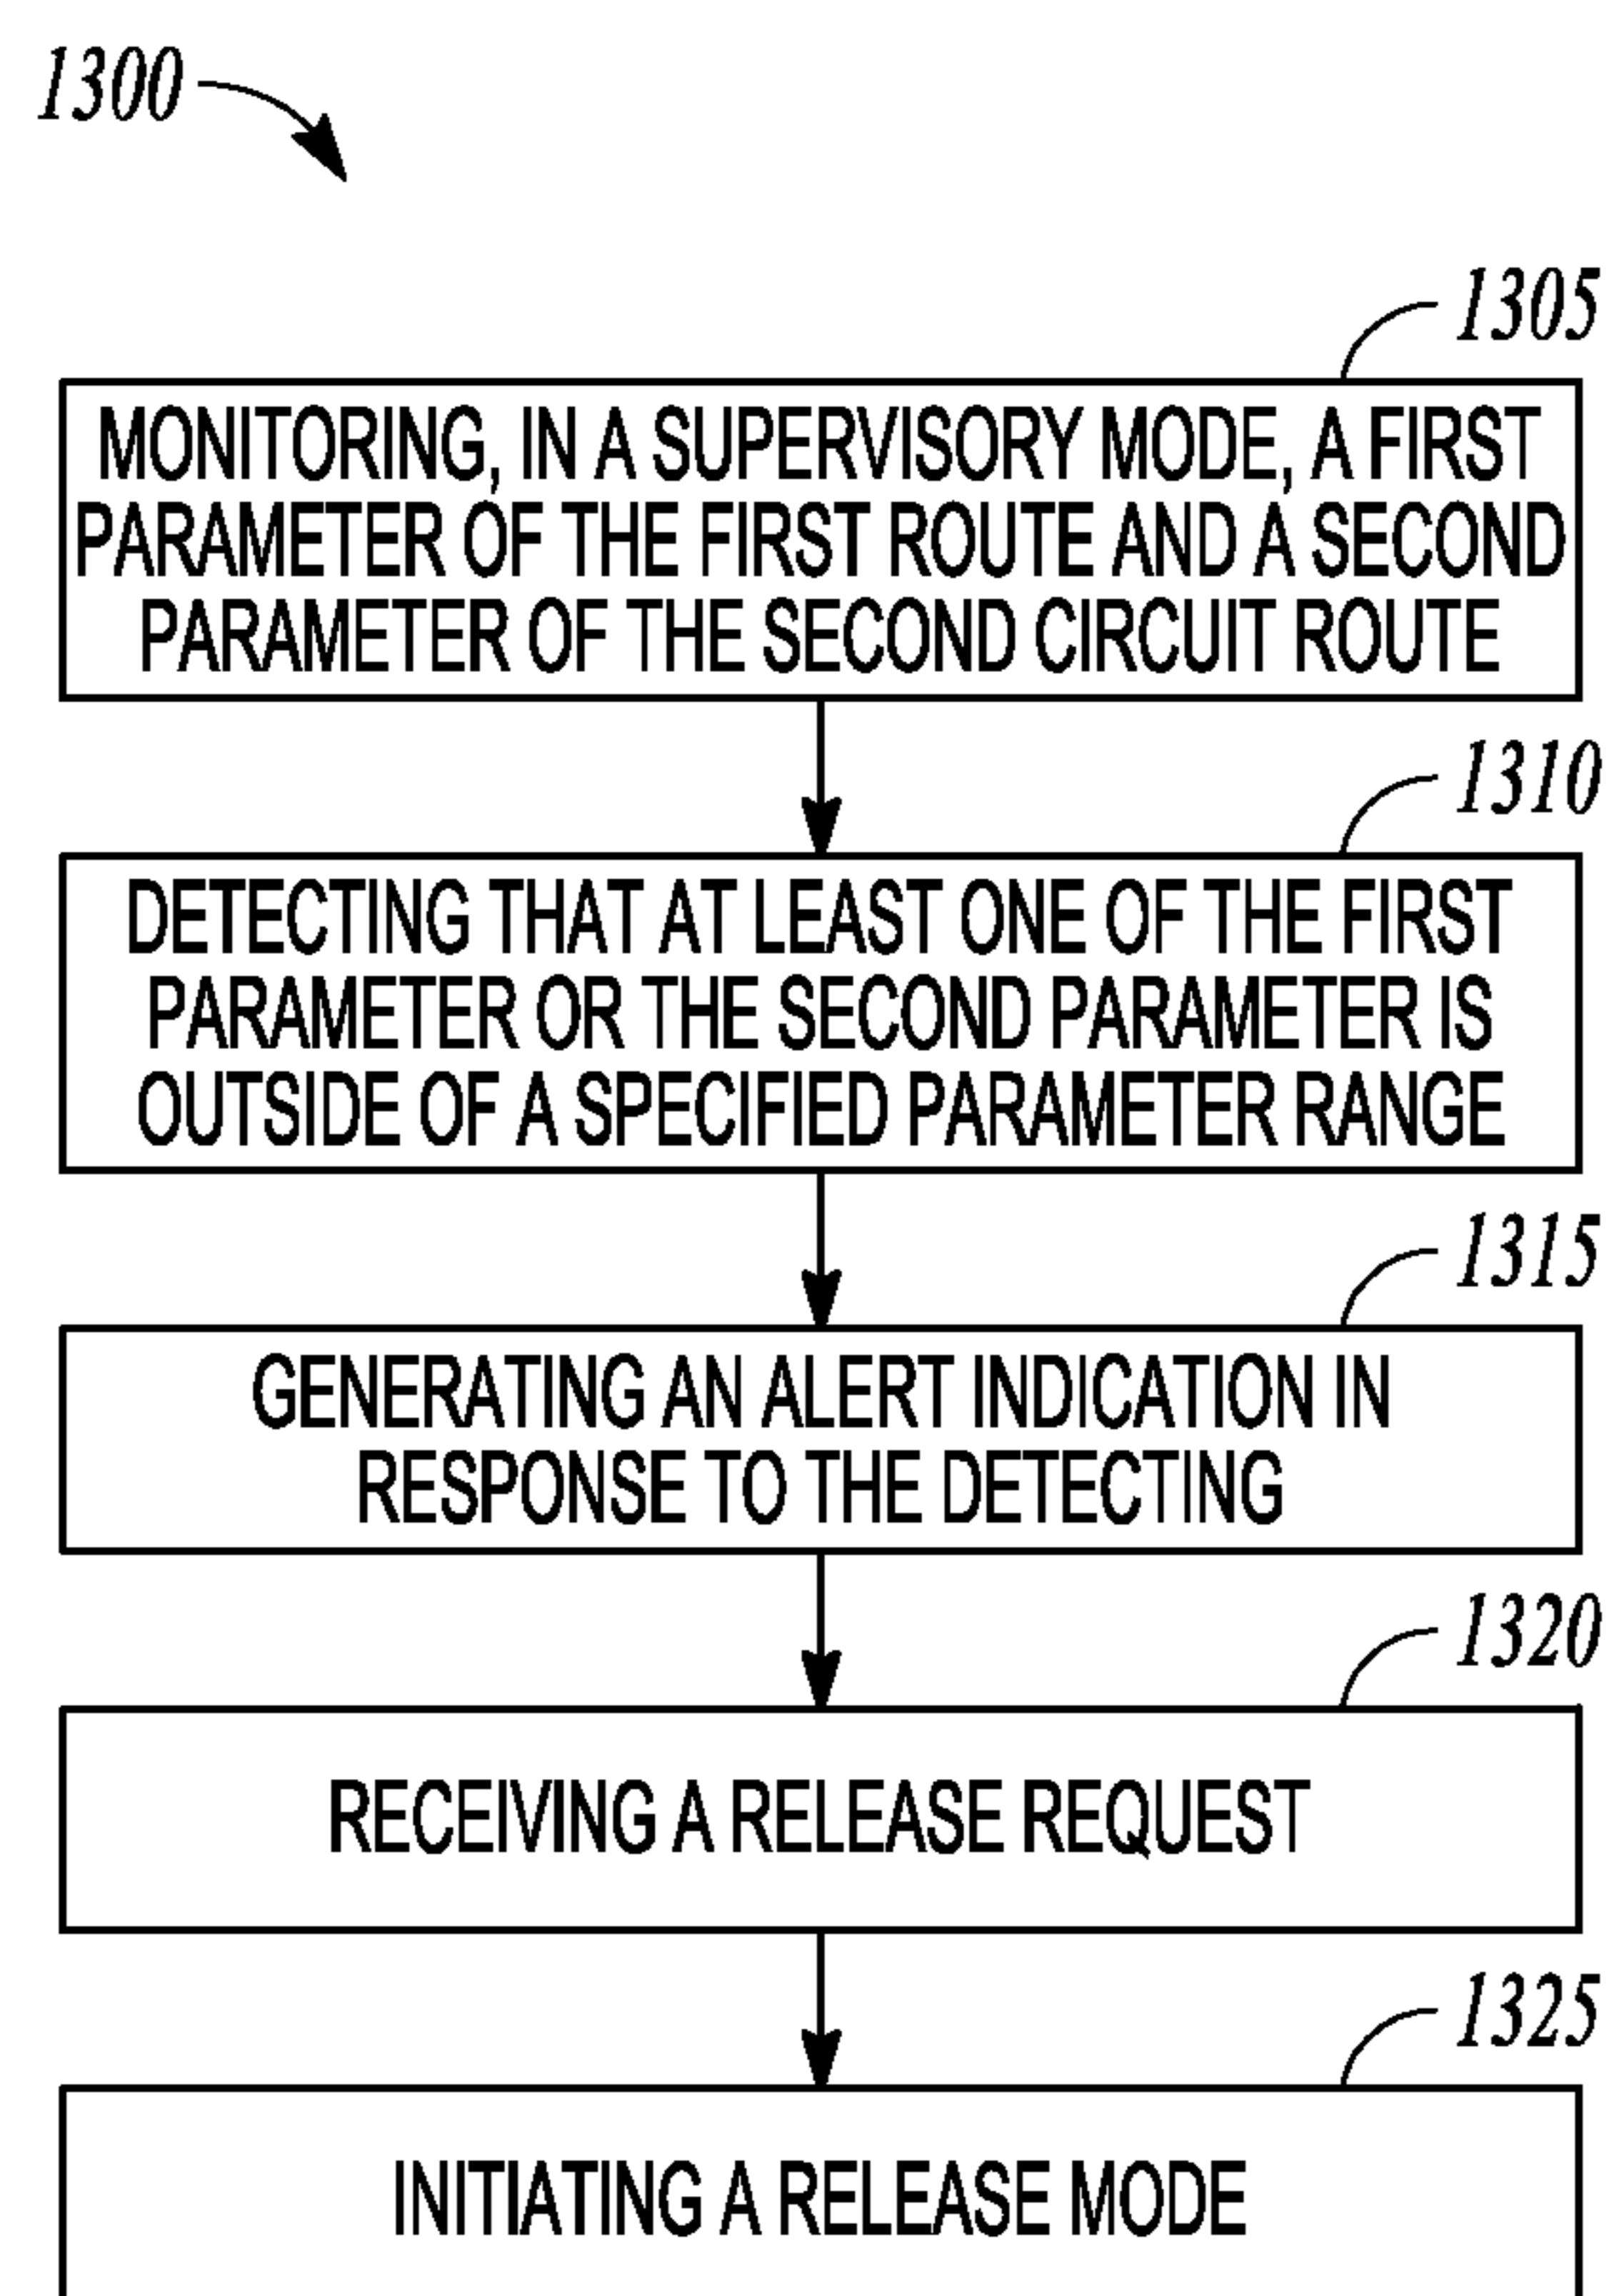 1300
1305
MONITORING, IN A SUPERVISORY MODE, A FIRST
PARAMETER OF THE FIRST ROUTE AND A SECOND
PARAMETER OF THE SECOND CIRCUIT ROUTE
1310
DETECTING THAT AT LEAST ONE OF THE FIRST
PARAMETER OR THE SECOND PARAMETER IS
OUTSIDE OF A SPECIFIED PARAMETER RANGE
1315
GENERATING AN ALERT INDICATION IN
RESPONSE TO THE DETECTING
1320
RECEIVING A RELEASE REQUEST
1325
INITIATING A RELEASE MODE